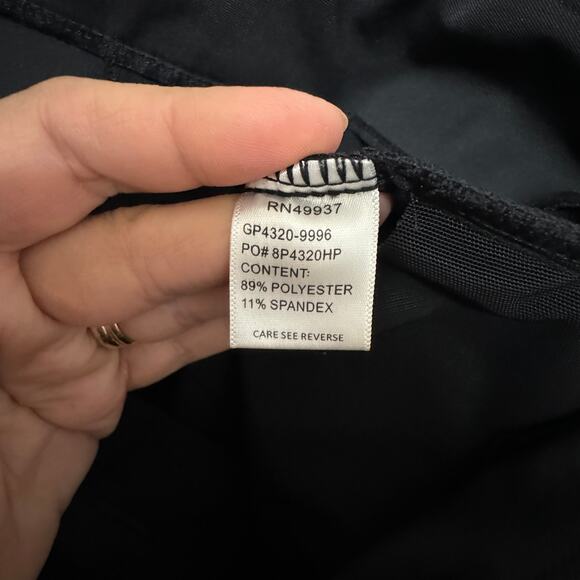 RN49937
GP4320-9996
PO# 8P4320HP
CONTENT:
89% POLYESTER
11% SPANDEX
CARE SEE REVERSE